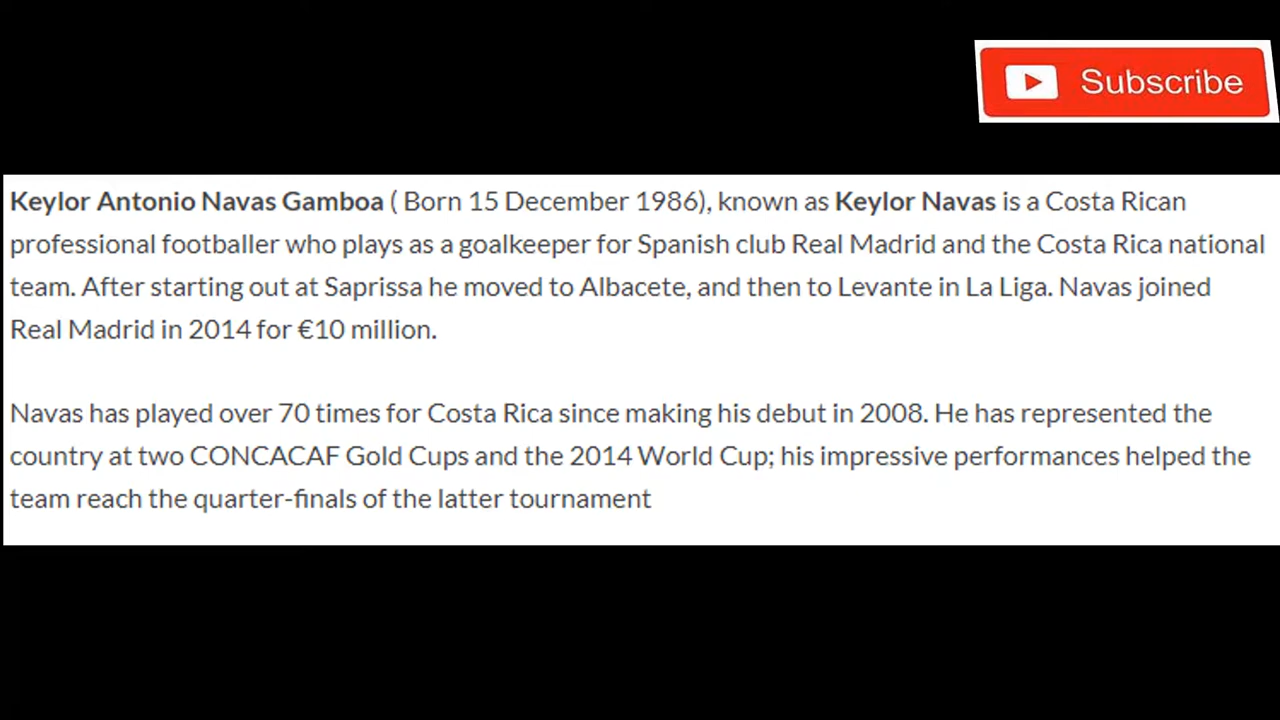 Subscribe
Keylor Antonio Navas Gamboa ( Born 15 December 1986), known as Keylor Navas is a Costa Rican
professional footballer who plays as a goalkeeper for Spanish club Real Madrid and the Costa Rica national
team. After starting out at Saprissa he moved to Albacete, and then to Levante in La Liga. Navas joined
Real Madrid in 2014 for €10 million.
Navas has played over 70 times for Costa Rica since making his debut in 2008. He has represented the
country at two CONCACAF Gold Cups and the 2014 World Cup; his impressive performances helped the
team reach the quarter-finals of the latter tournament